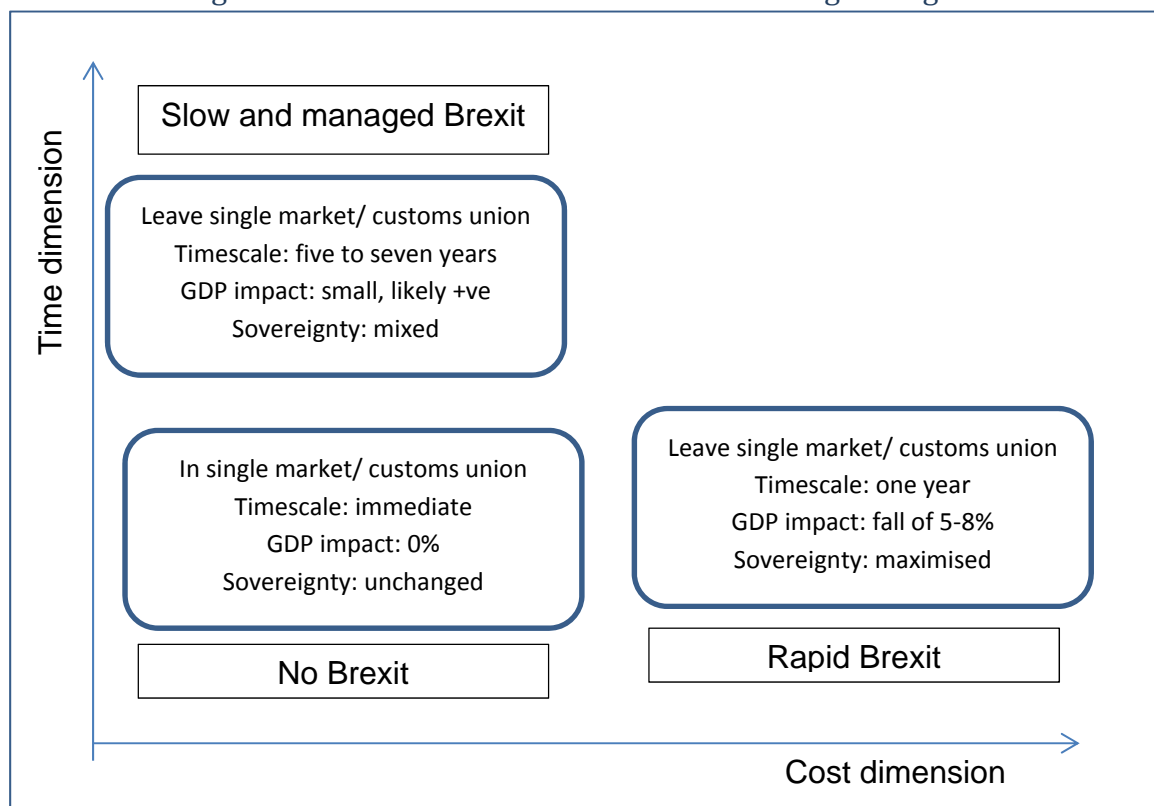 Time dimension
Slow and managed Brexit
Leave single market/ customs union
Timescale: five to seven years
GDP impact: small, likely +ve
Sovereignty: mixed
In single market/ customs union
Timescale: immediate
GDP impact: 0%
Sovereignty: unchanged
No Brexit
Leave single market/ customs union
Timescale: one year
GDP impact: fall of 5-8%
Sovereignty: maximised
Rapid Brexit
Cost dimension